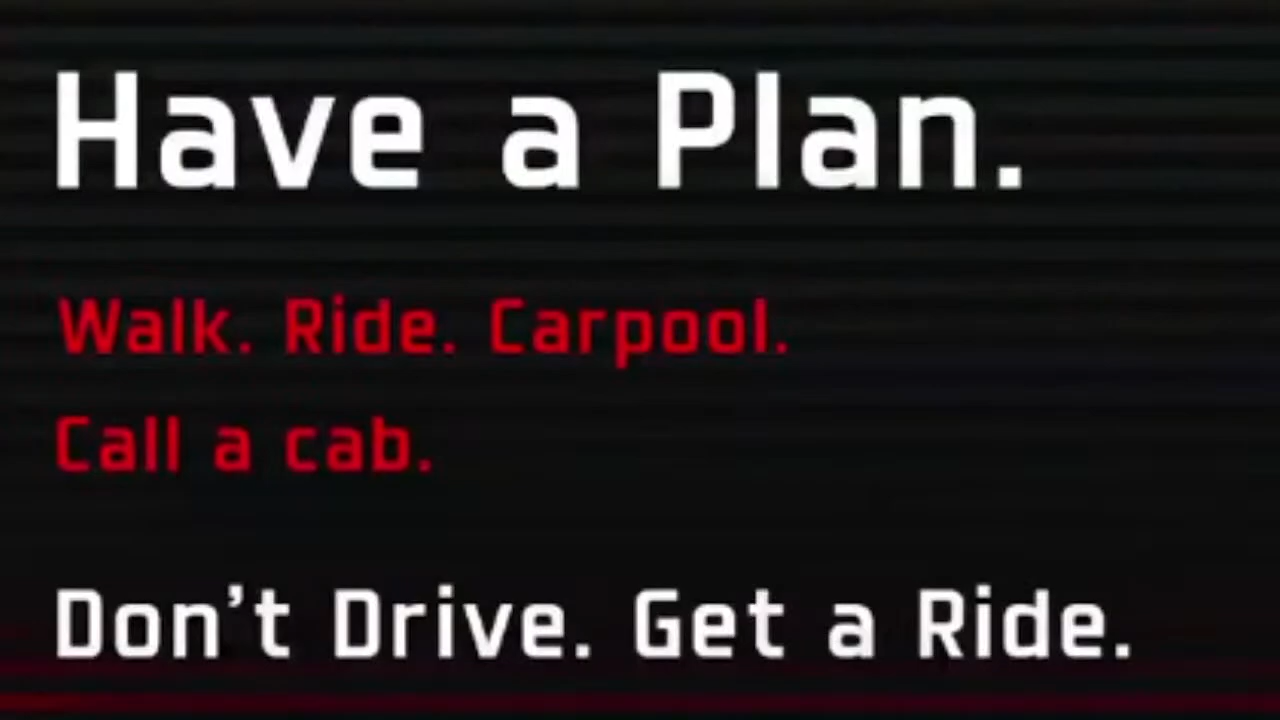 Have a Plan.
Walk. Ride. Carpool.
Call a cab.
Don't Drive. Get a Ride.